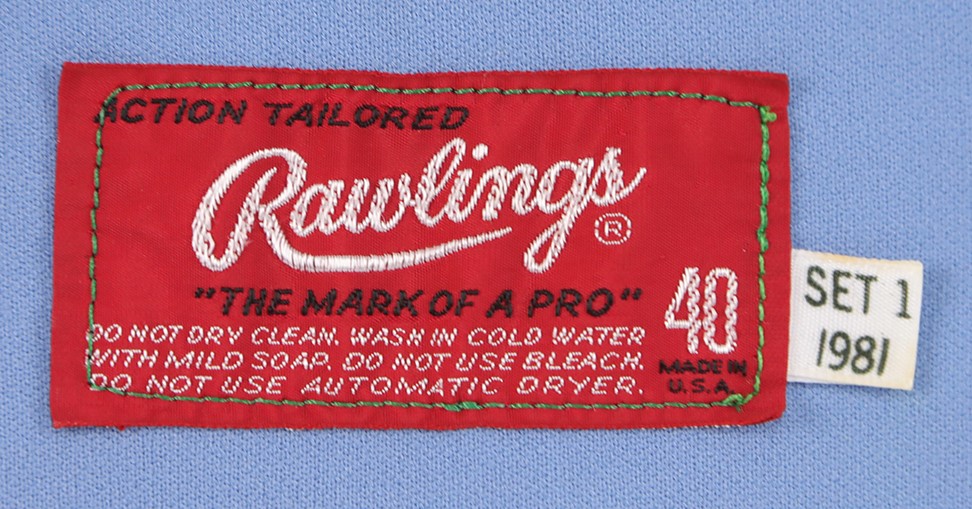 ACTION TAILORED
Rawlings ®
"THE MARK OF A PRO"
DO NOT DRY CLEAN. WASH IN COLD WATER
WITH MILD SOAP. DO NOT USE BLEACH.
DO NOT USE AUTOMATIC DRYER.
40
MADE IN
U.S.A.
SET 1
1981